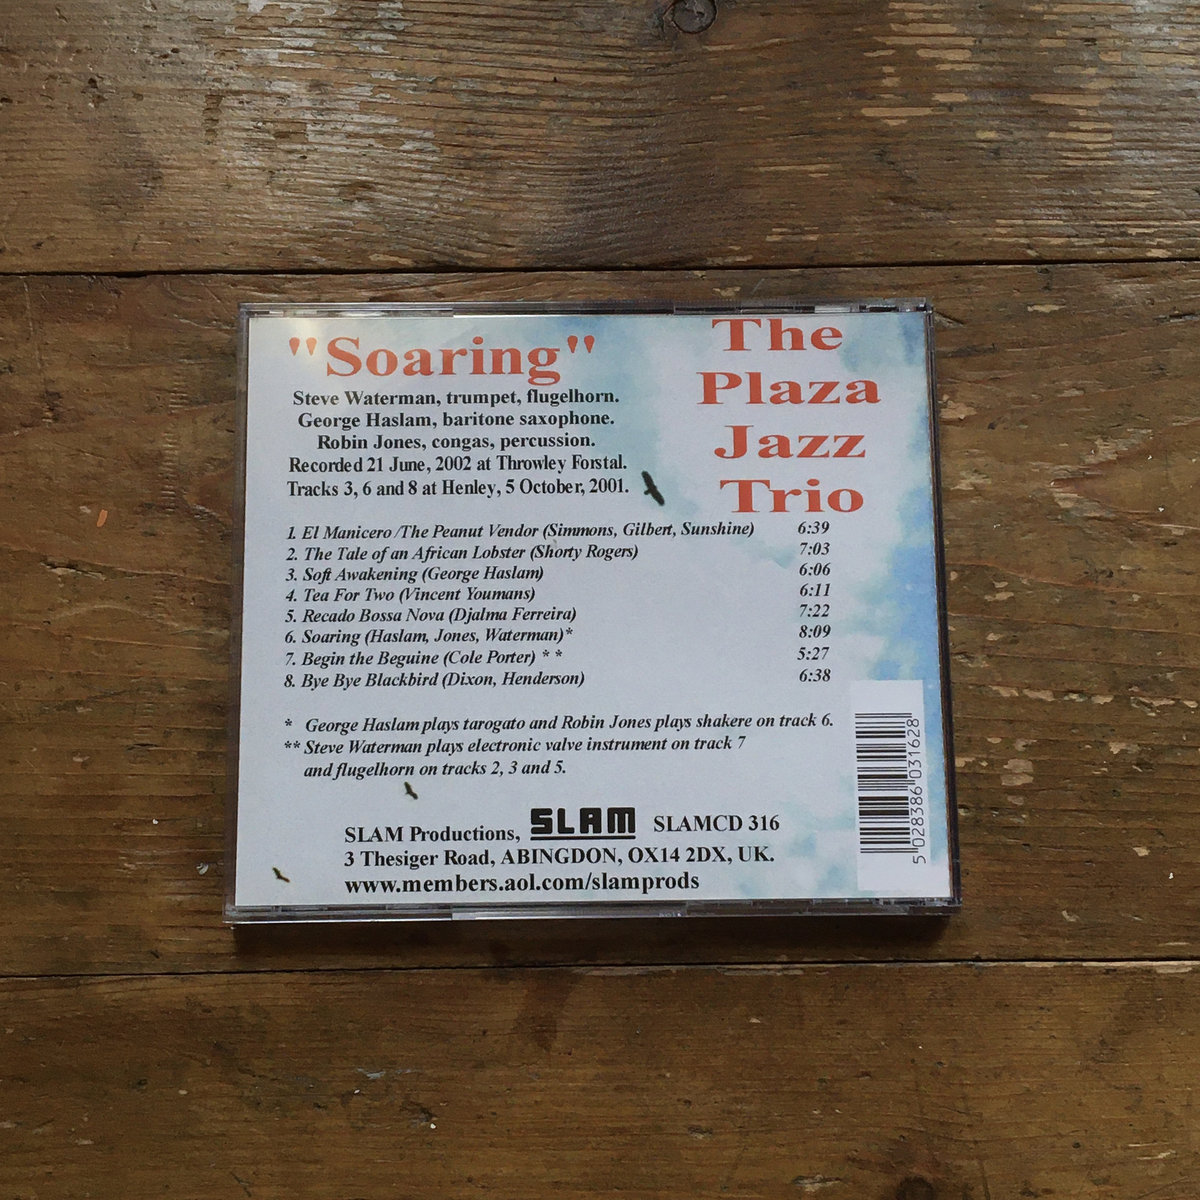 "Soaring"
Steve Waterman, trumpet, flugelhorn.
George Haslam, baritone saxophone.
Robin Jones, congas, percussion.
Recorded 21 June, 2002 at Throwley Forstal.
Tracks 3, 6 and 8 at Henley, 5 October, 2001.
The
Plaza
Jazz
Trio
1. El Manicero /The Peanut Vendor (Simmons, Gilbert, Sunshine) 6:39
2. The Tale of an African Lobster (Shorty Rogers) 7:03
3. Soft Awakening (George Haslam) 6:06
4. Tea For Two (Vincent Youmans) 6:11
5. Recado Bossa Nova (Djalma Ferreira) 7:22
6. Soaring (Haslam, Jones, Waterman)* 8:09
7. Begin the Beguine (Cole Porter) * * 5:27
8. Bye Bye Blackbird (Dixon, Henderson) 6:38
* George Haslam plays tarogato and Robin Jones plays shakere on track 6.
** Steve Waterman plays electronic valve instrument on track 7
and flugelhorn on tracks 2, 3 and 5.
SLAM Productions, SLAM SLAMCD 316
3 Thesiger Road, ABINGDON, OX14 2DX, UK.
www.members.aol.com/slamprods
5 028386 031628